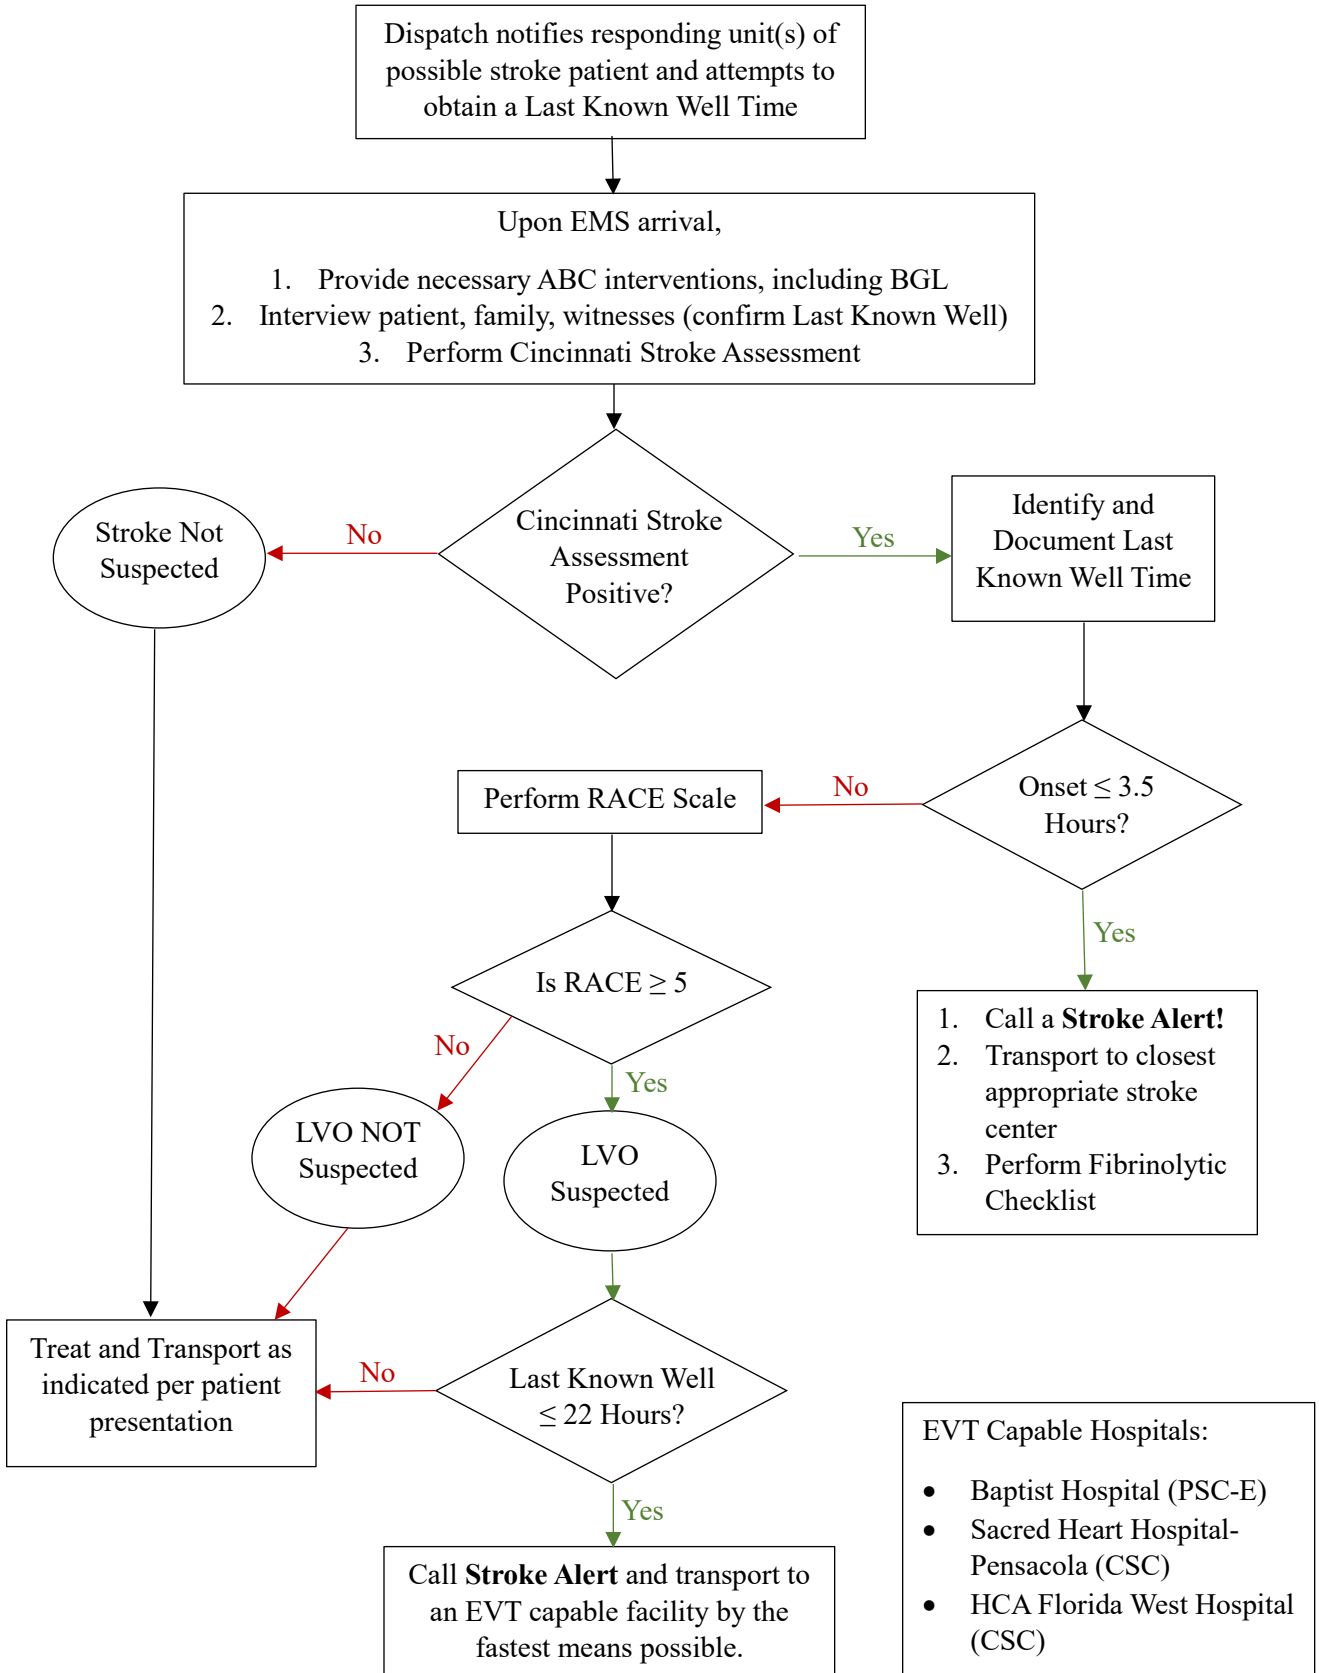 Dispatch notifies responding unit(s) of
possible stroke patient and attempts to
obtain a Last Known Well Time
Upon EMS arrival,
1. Provide necessary ABC interventions, including BGL
2. Interview patient, family, witnesses (confirm Last Known Well)
3. Perform Cincinnati Stroke Assessment
Cincinnati Stroke
Assessment
Positive?
No
Stroke Not
Suspected
Yes
Identify and
Document Last
Known Well Time
Onset ≤ 3.5
Hours?
No
Perform RACE Scale
Yes
1. Call a Stroke Alert!
2. Transport to closest
appropriate stroke
center
3. Perform Fibrinolytic
Checklist
Is RACE ≥ 5
No
LVO NOT
Suspected
Yes
LVO
Suspected
Last Known Well
≤ 22 Hours?
No
Treat and Transport as
indicated per patient
presentation
Yes
Call Stroke Alert and transport to
an EVT capable facility by the
fastest means possible.
EVT Capable Hospitals:
• Baptist Hospital (PSC-E)
• Sacred Heart Hospital-
Pensacola (CSC)
• HCA Florida West Hospital
(CSC)